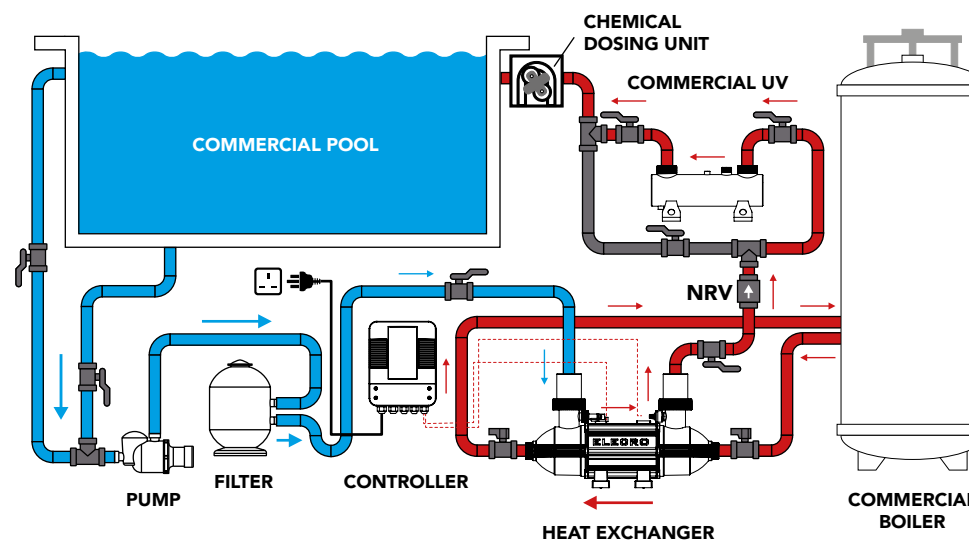 CHEMICAL
DOSING UNIT
COMMERCIAL UV
COMMERCIAL POOL
NRV
ELECRO
PUMP
FILTER
CONTROLLER
HEAT EXCHANGER
COMMERCIAL
BOILER